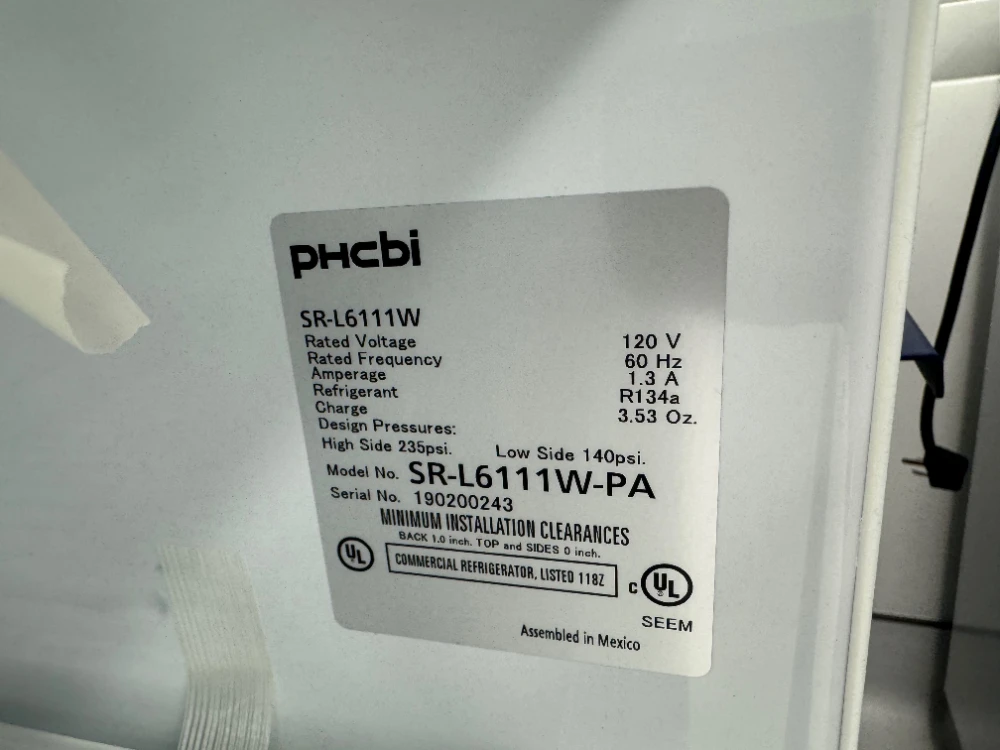 PHCbi
SR-L6111W
Rated Voltage 120 V
Rated Frequency 60 Hz
Amperage 1.3 A
Refrigerant R134a
Charge 3.53 Oz.
Design Pressures:
High Side 235psi. Low Side 140psi.
Model No. SR-L6111W-PA
Serial No. 190200243
MINIMUM INSTALLATION CLEARANCES
BACK 1.0 inch. TOP and SIDES 0 inch.
UL COMMERCIAL REFRIGERATOR, LISTED 118Z c UL
SEEM
Assembled in Mexico